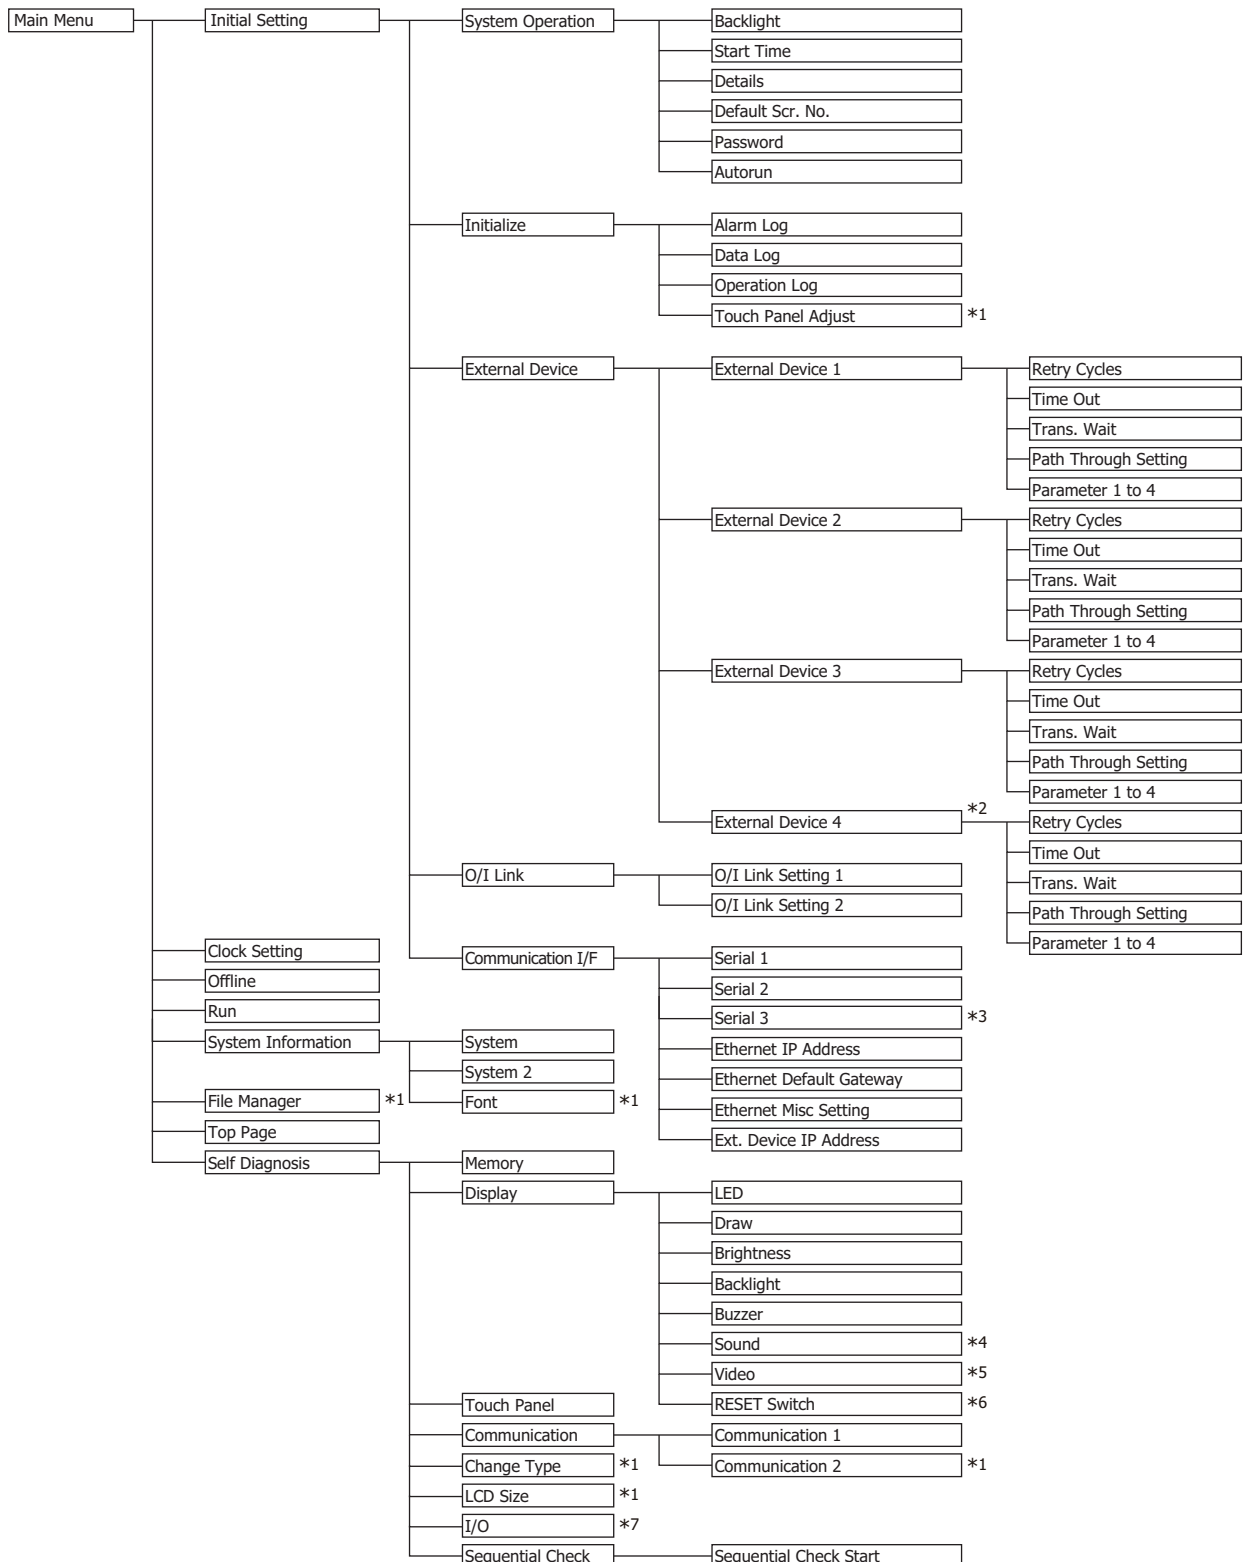 Main Menu
Initial Setting
System Operation
Backlight
Start Time
Details
Default Scr. No.
Password
Autorun
Initialize
Alarm Log
Data Log
Operation Log
Touch Panel Adjust *1
External Device
External Device 1
Retry Cycles
Time Out
Trans. Wait
Path Through Setting
Parameter 1 to 4
External Device 2
Retry Cycles
Time Out
Trans. Wait
Path Through Setting
Parameter 1 to 4
External Device 3
Retry Cycles
Time Out
Trans. Wait
Path Through Setting
Parameter 1 to 4
External Device 4 *2
Retry Cycles
Time Out
Trans. Wait
Path Through Setting
Parameter 1 to 4
O/I Link
O/I Link Setting 1
O/I Link Setting 2
Communication I/F
Serial 1
Serial 2
Serial 3 *3
Ethernet IP Address
Ethernet Default Gateway
Ethernet Misc Setting
Ext. Device IP Address
Clock Setting
Offline
Run
System Information
System
System 2
Font *1
File Manager *1
Top Page
Self Diagnosis
Memory
Display
LED
Draw
Brightness
Backlight
Buzzer
Sound *4
Video *5
RESET Switch *6
Touch Panel
Communication
Communication 1
Communication 2 *1
Change Type *1
LCD Size *1
I/O *7
Sequential Check
Sequential Check Start